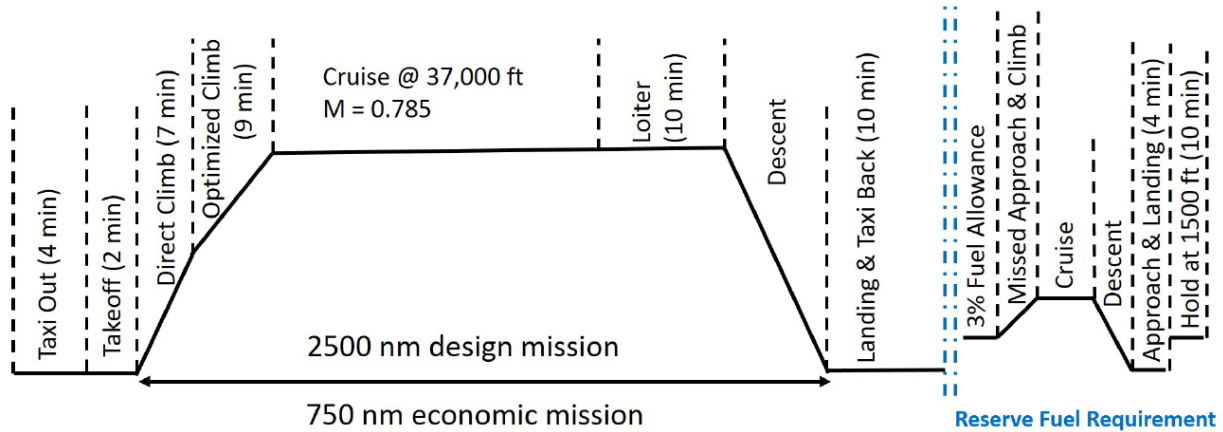 Taxi Out (4 min)
Takeoff (2 min)
Direct Climb (7 min)
Optimized Climb
(9 min)
Cruise @ 37,000 ft
M = 0.785
Loiter
(10 min)
Descent
Landing & Taxi Back (10 min)
2500 nm design mission
750 nm economic mission
3% Fuel Allowance
Missed Approach & Climb
Cruise
Descent
Approach & Landing (4 min)
Hold at 1500 ft (10 min)
Reserve Fuel Requirement